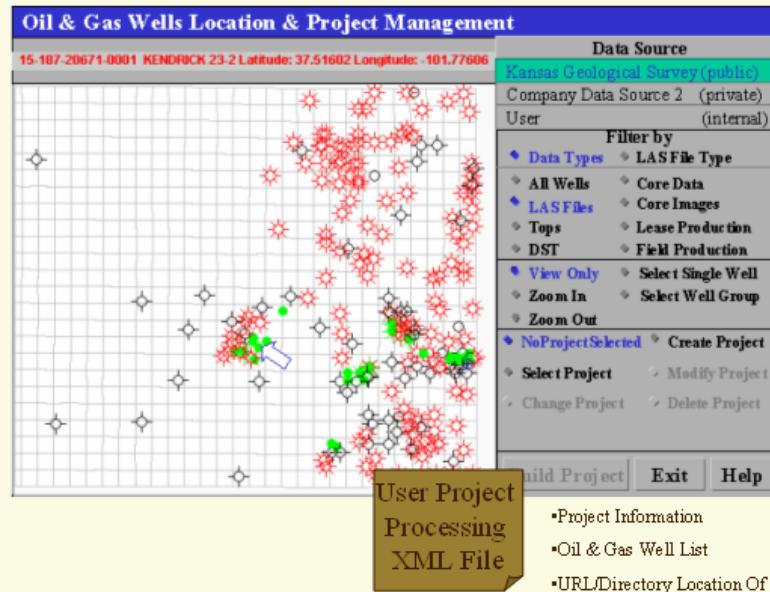 Oil & Gas Wells Location & Project Management
15-187-20671-0001 KENDRICK 23-2 Latitude: 37.51602 Longitude: -101.77606
Data Source
Kansas Geological Survey (public)
Company Data Source 2 (private)
User (internal)
Filter by
Data Types LAS File Type
All Wells Core Data
LAS Files Core Images
Tops Lease Production
DST Field Production
View Only Select Single Well
Zoom In Select Well Group
Zoom Out
NoProjectSelected Create Project
Select Project Modify Project
Change Project Delete Project
uild Project Exit Help
User Project
Processing
XML File
▪Project Information
▪Oil & Gas Well List
▪URL/Directory Location Of